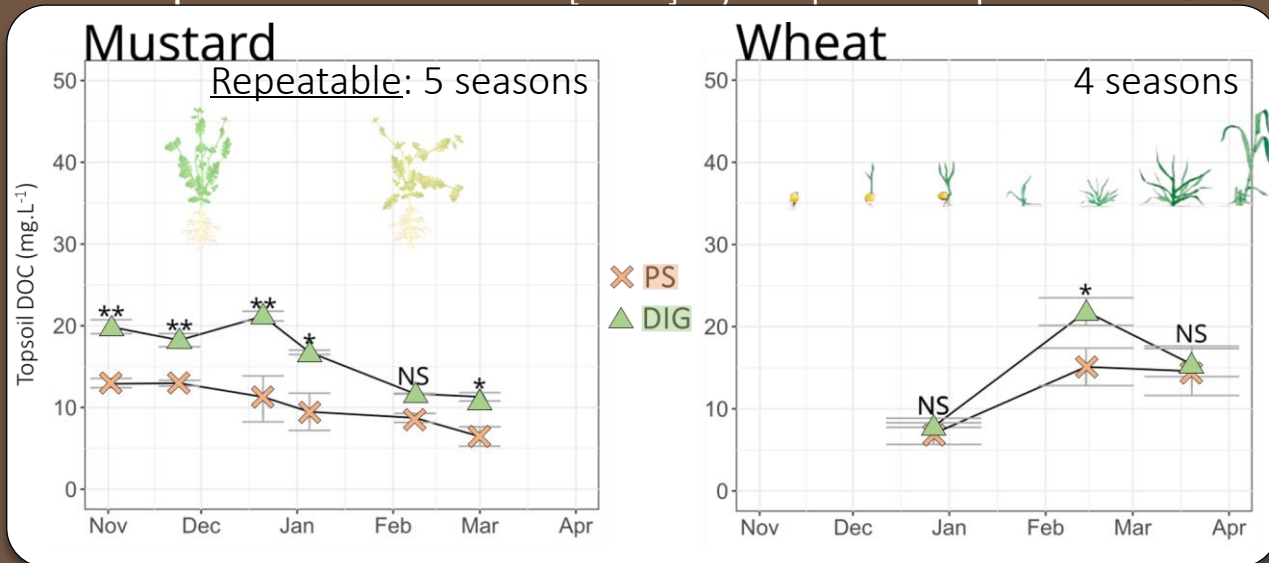 Mustard
Repeatable: 5 seasons
50
40
30
20
10
0
Topsoil DOC (mg.L-1)
**
**
**
*
NS
*
Nov Dec Jan Feb Mar Apr
PS
DIG
Wheat
4 seasons
50
40
30
20
10
0
NS
*
NS
Nov Dec Jan Feb Mar Apr